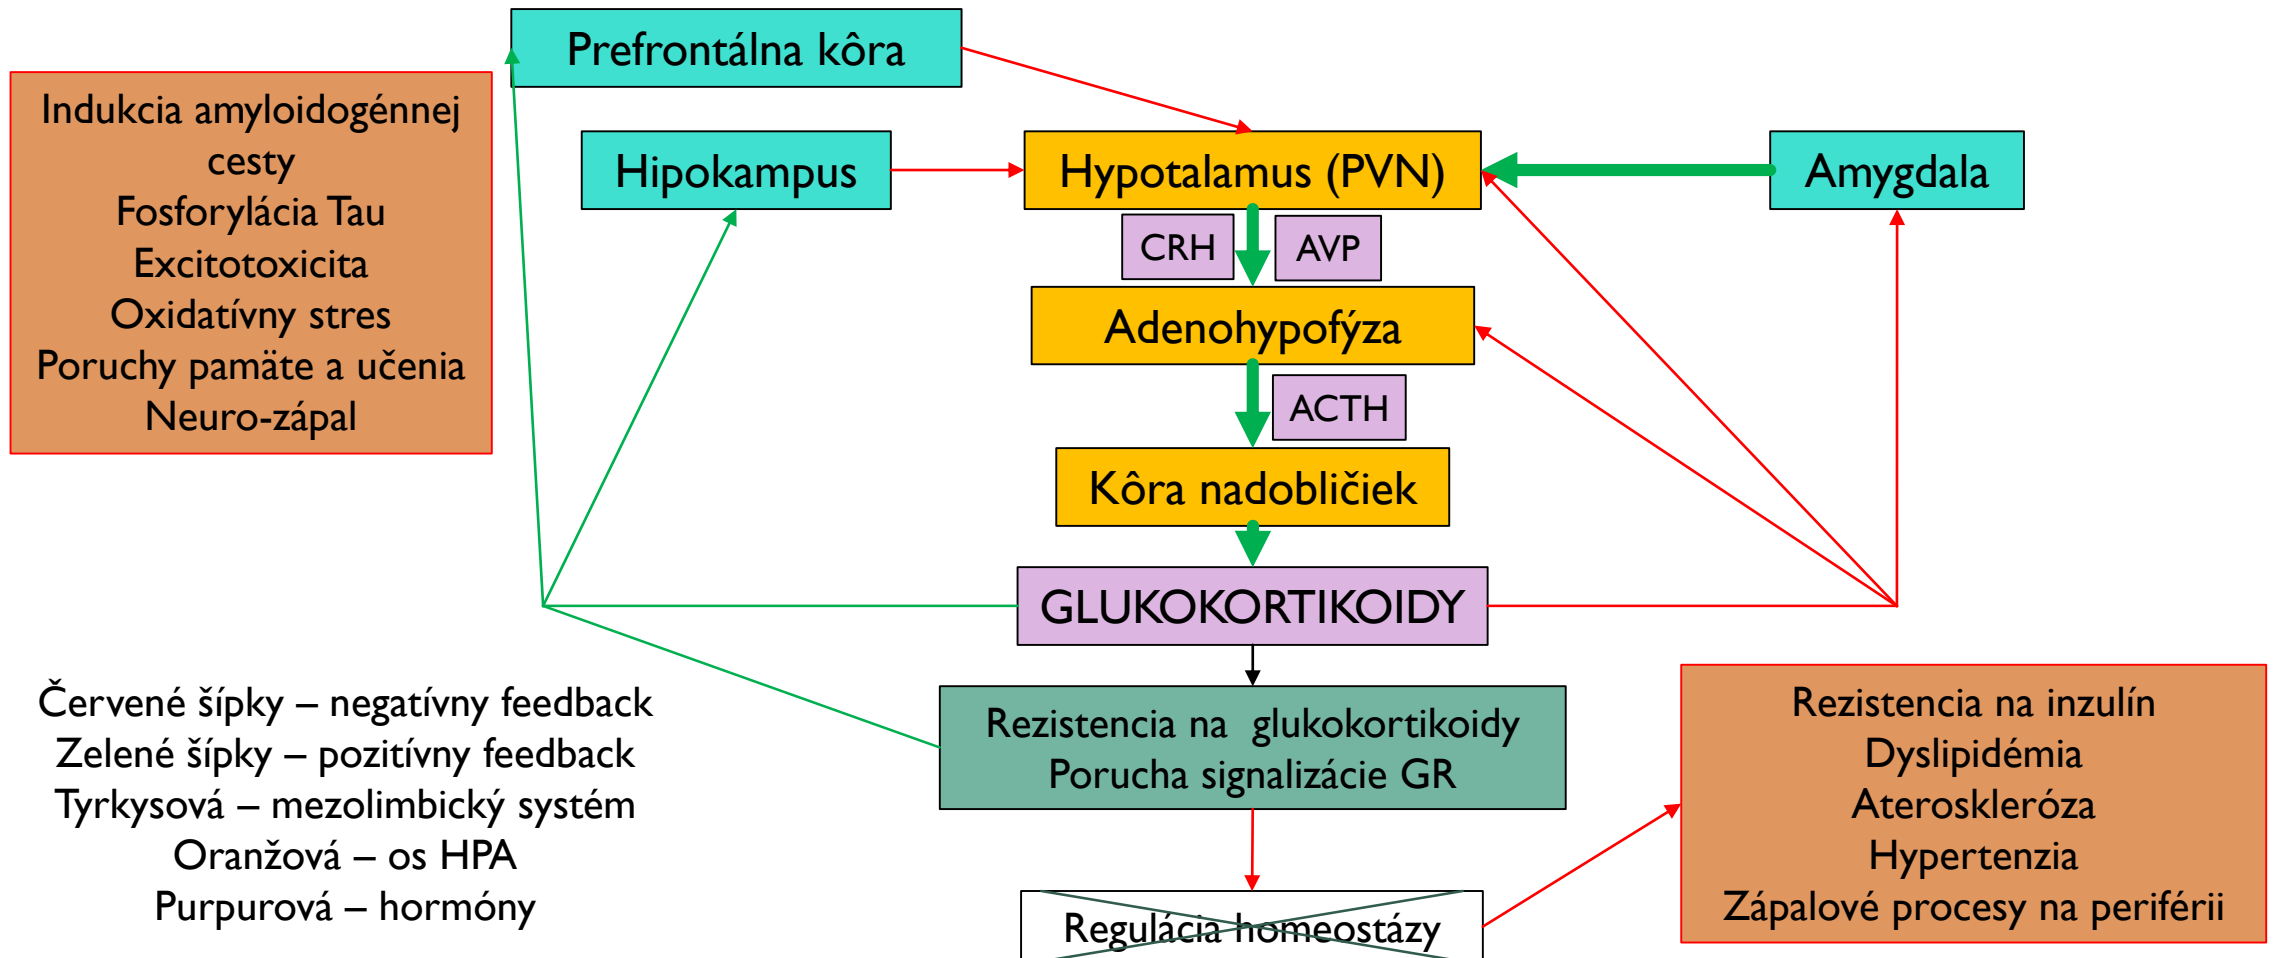 Prefrontálna kôra
Indukcia amyloidogénnej
cesty
Fosforylácia Tau
Excitotoxicita
Oxidatívny stres
Poruchy pamäte a učenia
Neuro-zápal
Hipokampus
Hypotalamus (PVN)
Amygdala
CRH
AVP
Adenohypofýza
ACTH
Kôra nadobličiek
GLUKOKORTIKOIDY
Rezistencia na glukokortikoidy
Porucha signalizácie GR
Červené šípky – negatívny feedback
Zelené šípky – pozitívny feedback
Tyrkysová – mezolimbický systém
Oranžová – os HPA
Purpurová – hormóny
Rezistencia na inzulín
Dyslipidémia
Ateroskleróza
Hypertenzia
Zápalové procesy na periférii
Regulácia homeostázy